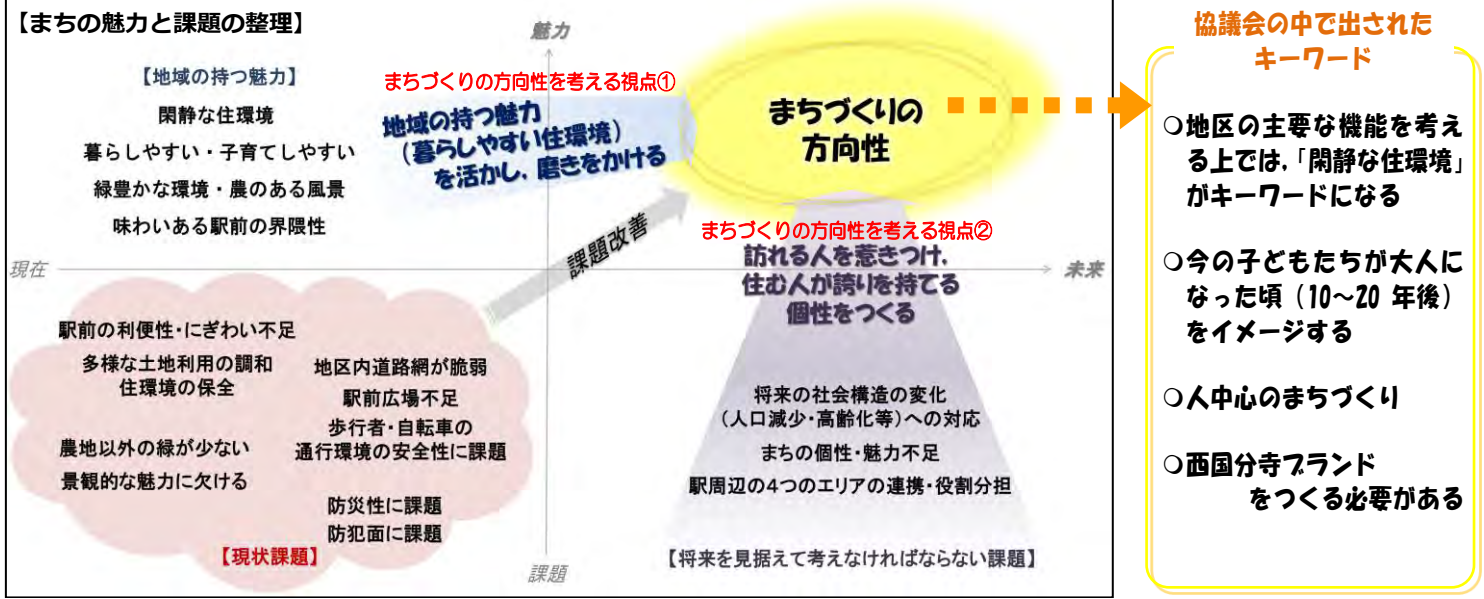 【まちの魅力と課題の整理】
魅力
【地域の持つ魅力】
閑静な住環境
暮らしやすい・子育てしやすい
緑豊かな環境・農のある風景
味わいある駅前の界隈性
まちづくりの方向性を考える視点①
地域の持つ魅力
(暮らしやすい住環境)
を活かし，磨きをかける
まちづくりの
方向性
課題改善
まちづくりの方向性を考える視点②
訪れる人を惹きつけ，
住む人が誇りを持てる
個性をつくる
現在
未来
駅前の利便性・にぎわい不足
多様な土地利用の調和
住環境の保全
地区内道路網が脆弱
駅前広場不足
歩行者・自転車の
通行環境の安全性に課題
農地以外の緑が少ない
景観的な魅力に欠ける
防災性に課題
防犯面に課題
【現状課題】
将来の社会構造の変化
(人口減少・高齢化等)への対応
まちの個性・魅力不足
駅周辺の4つのエリアの連携・役割分担
【将来を見据えて考えなければならない課題】
課題
協議会の中で出された
キーワード
○地区の主要な機能を考え
る上では，「閑静な住環境」
がキーワードになる
○今の子どもたちが大人に
なった頃（10～20 年後）
をイメージする
○人中心のまちづくり
○西国分寺ブランド
をつくる必要がある